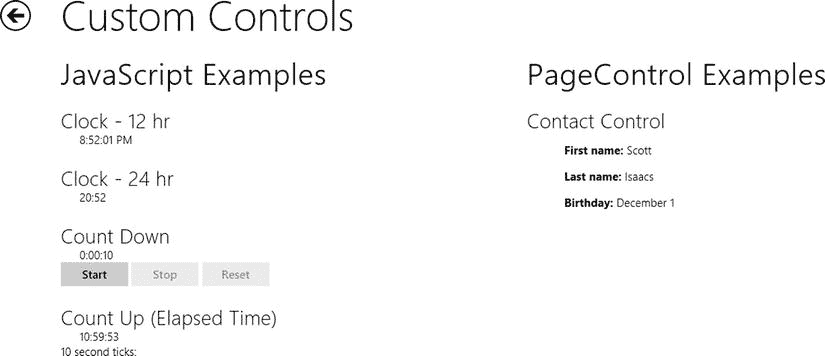 Custom Controls
JavaScript Examples
Clock - 12 hr
8:52:01 PM
Clock - 24 hr
20:52
Count Down
0:00:10
Start Stop Reset
Count Up (Elapsed Time)
10:59:53
10 second ticks:
PageControl Examples
Contact Control
First name: Scott
Last name: Isaacs
Birthday: December 1